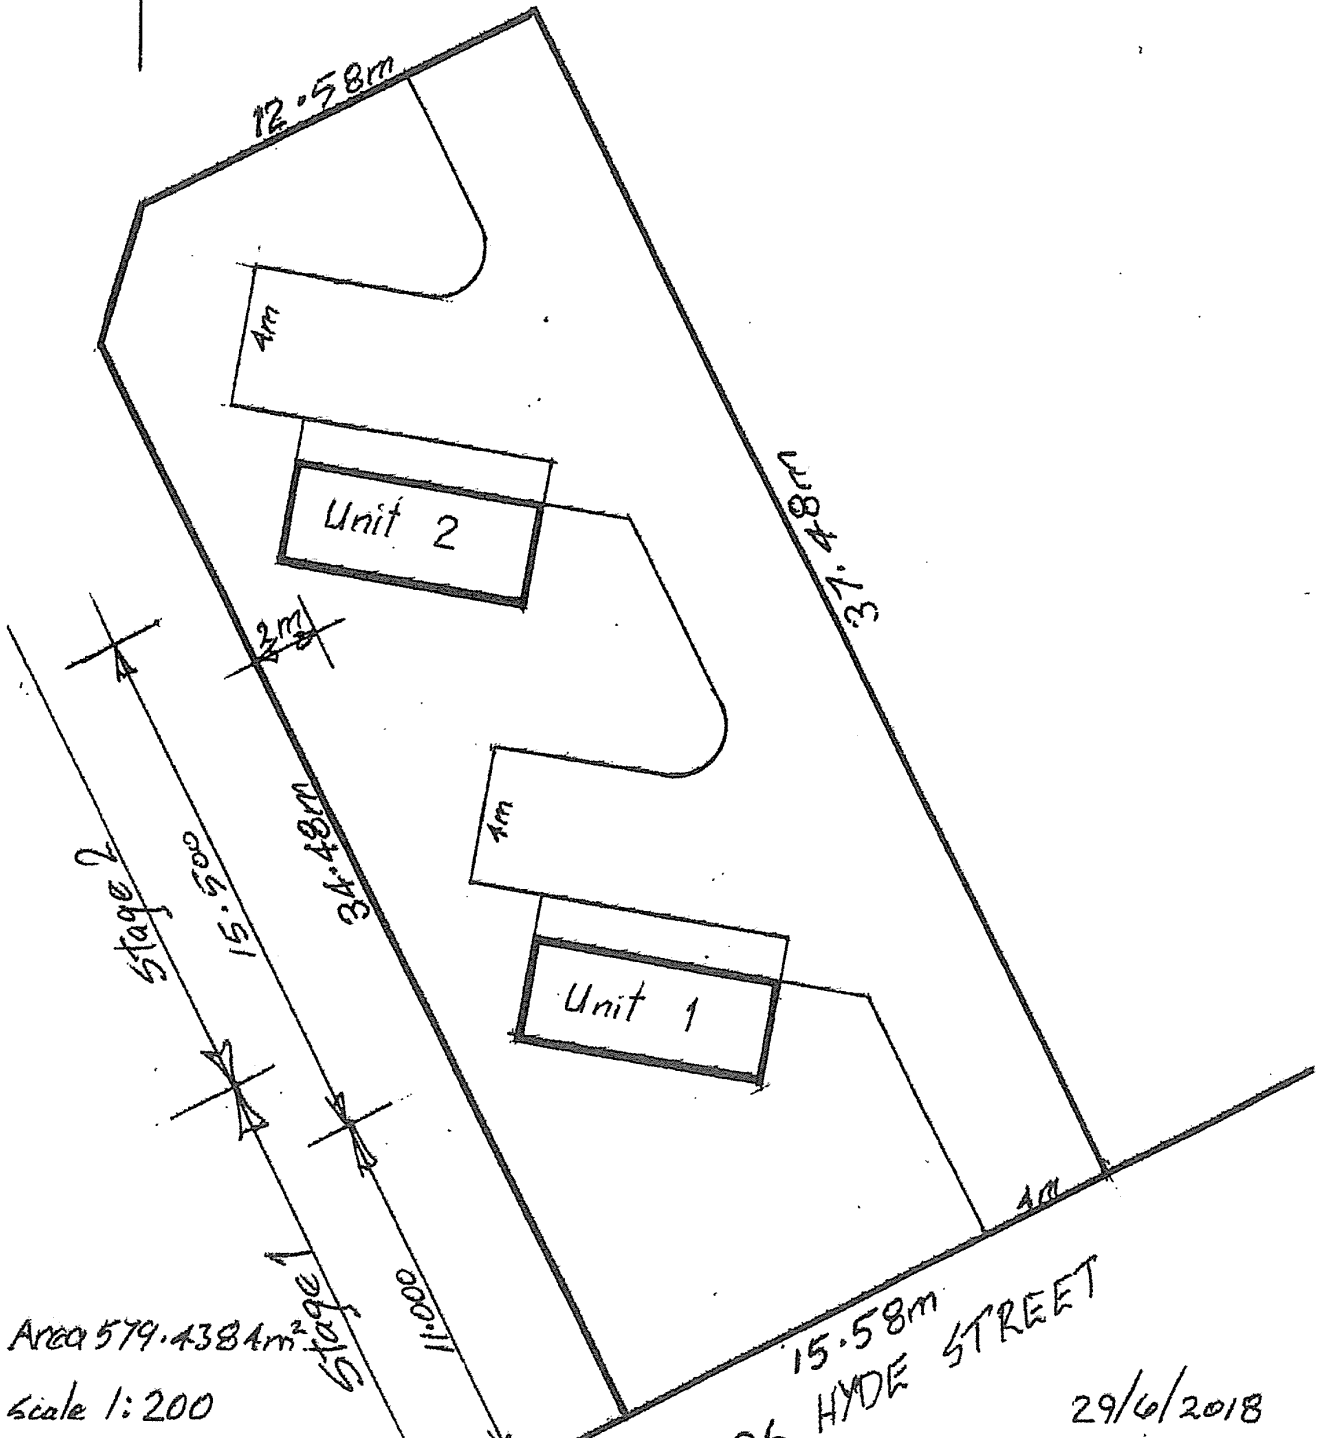 12.58m
4m
Unit 2
37.48m
2m
4m
Stage 2
15.500
34.48m
Unit 1
4m
Stage 1
11.000
Area 579.4384m²
15.58m
Scale 1:200
HYDE STREET
29/6/2018